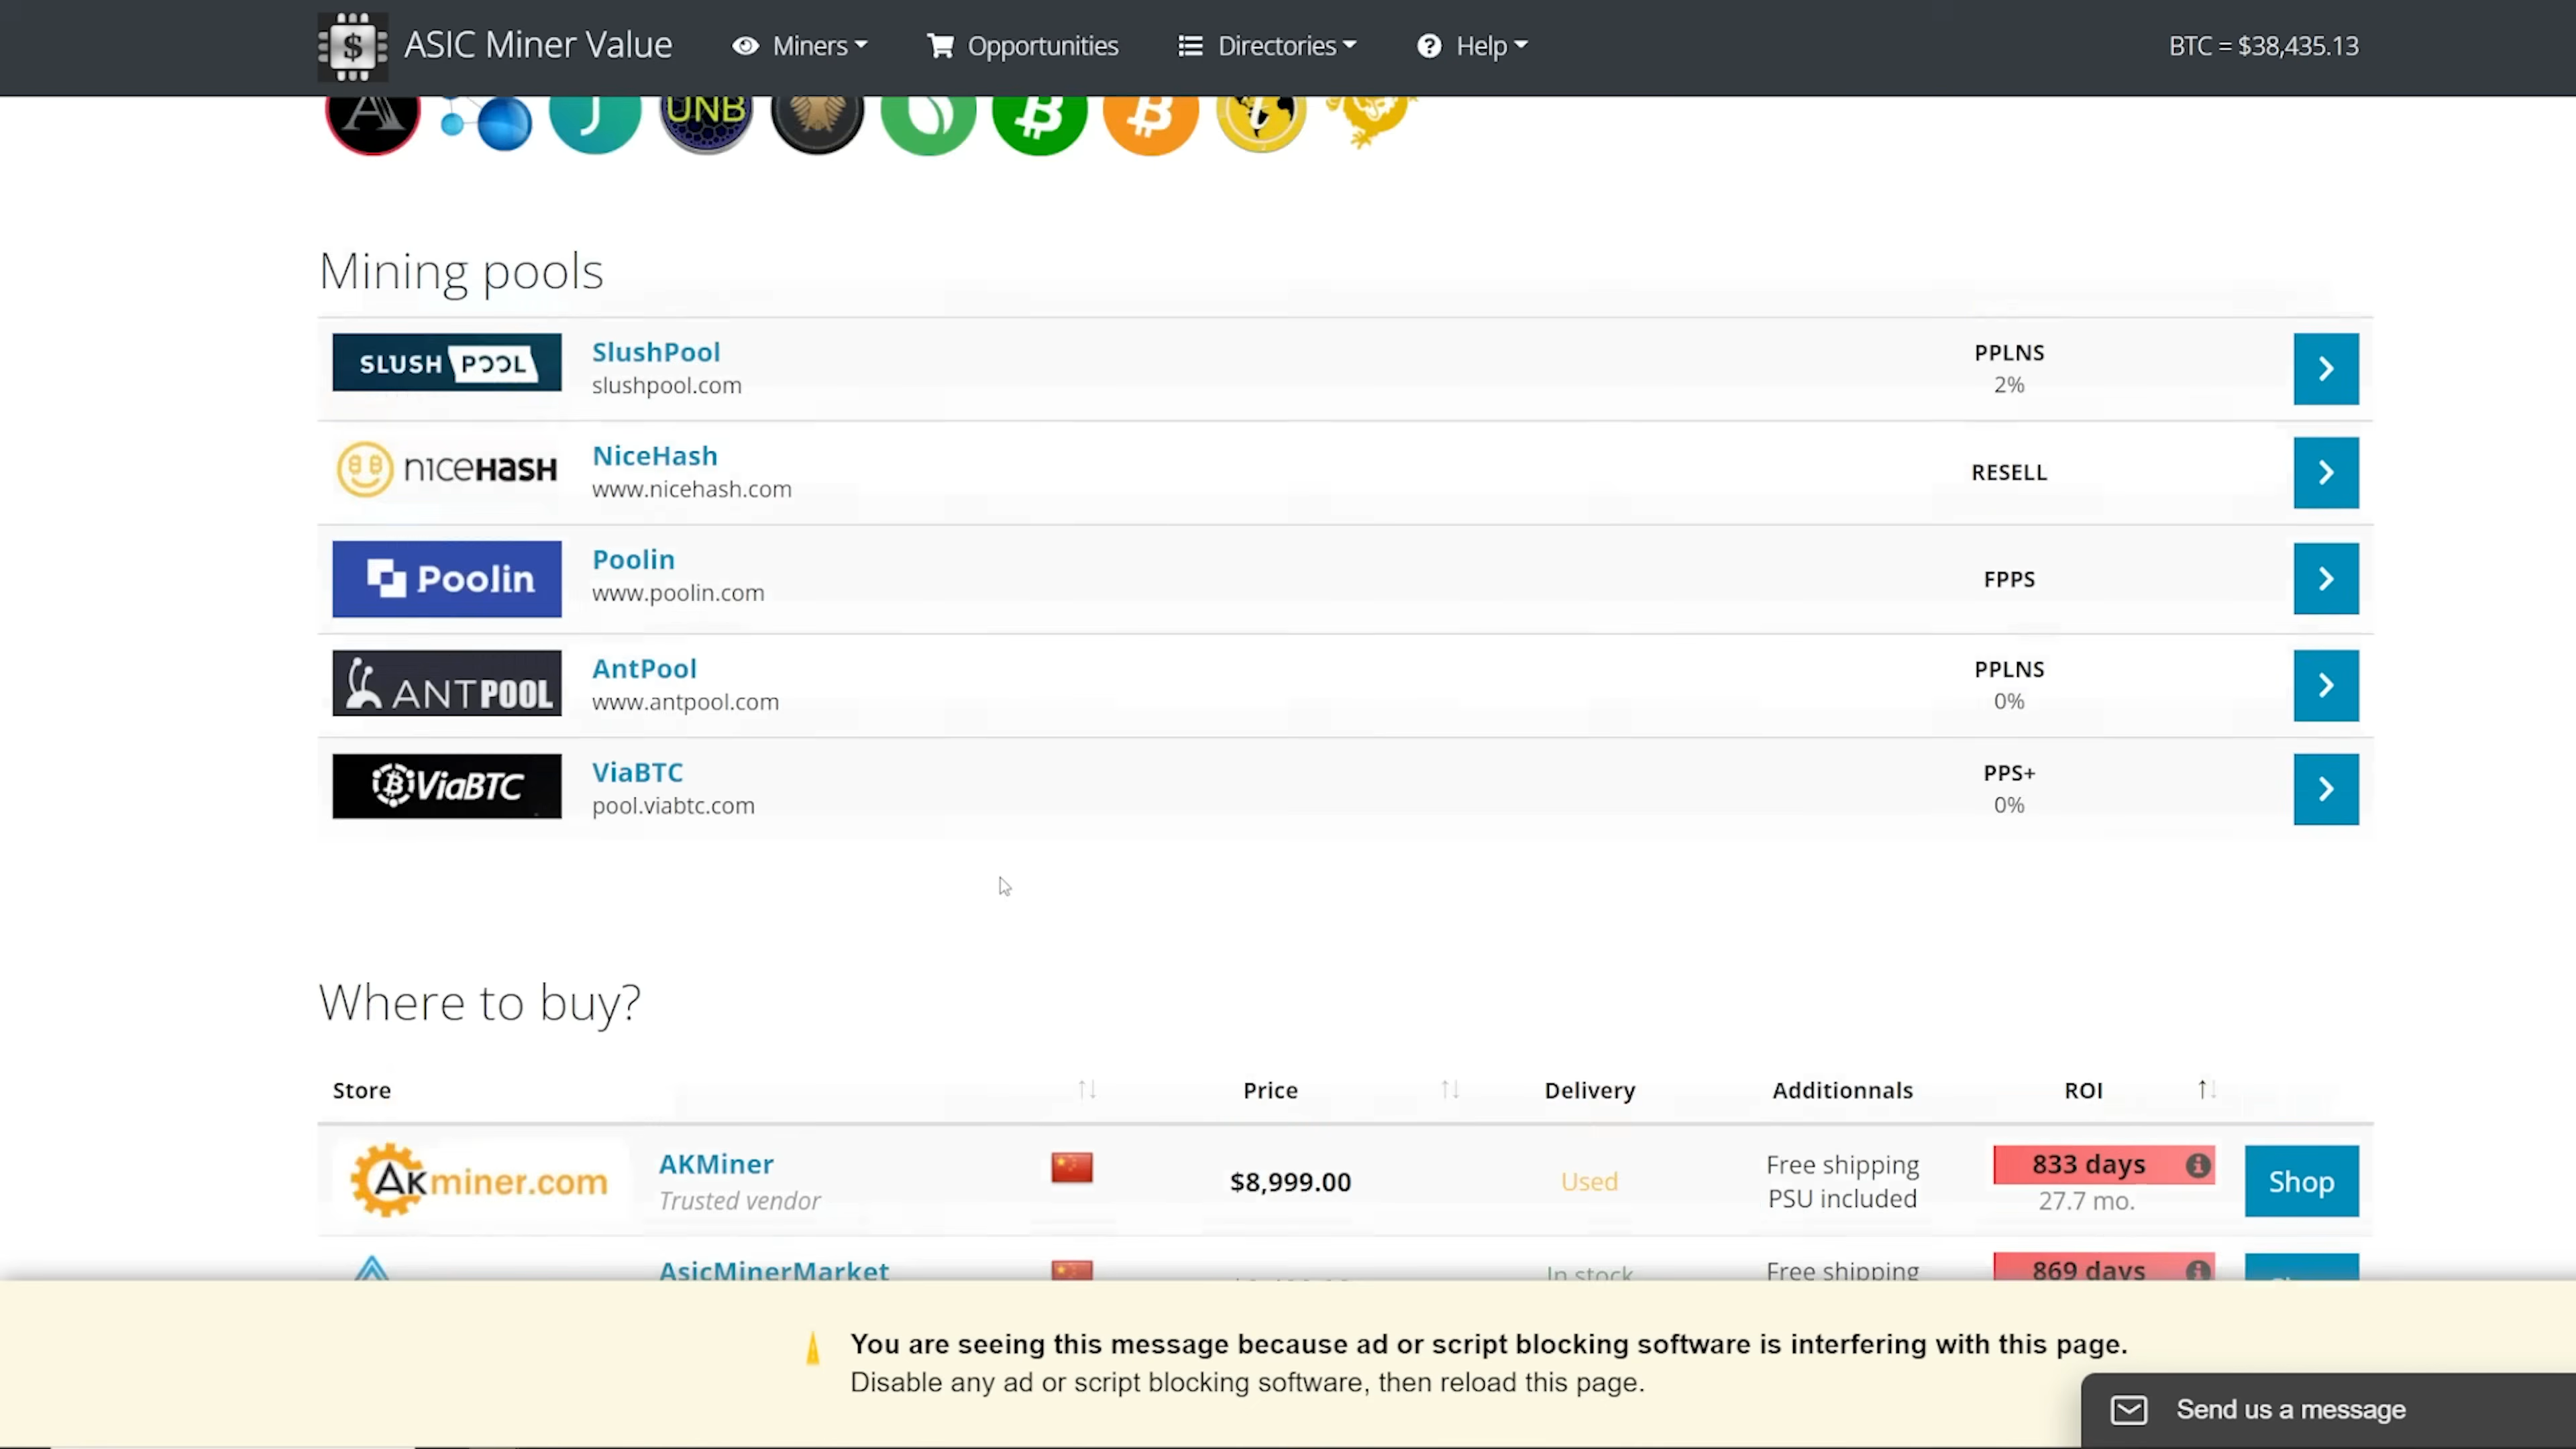 ASIC Miner Value
Miners
Opportunities
Directories
Help
BTC = $38,435.13
UNB
Mining pools
SLUSH POOL
SlushPool
slushpool.com
PPLNS
2%
NICEHASH
NiceHash
www.nicehash.com
RESELL
Poolin
Poolin
www.poolin.com
FPPS
ANTPOOL
AntPool
www.antpool.com
PPLNS
0%
ViaBTC
ViaBTC
pool.viabtc.com
PPS+
0%
Where to buy?
Store
Price
Delivery
Additionnals
ROI
AKminer.com
AKMiner
Trusted vendor
$8,999.00
Used
Free shipping
PSU included
833 days
27.7 mo.
Shop
AsicMinerMarket
In stock
Free shipping
869 days
You are seeing this message because ad or script blocking software is interfering with this page.
Disable any ad or script blocking software, then reload this page.
Send us a message